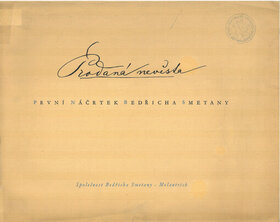 Prodaná nevěsta
PRVNÍ NÁČRTEK BEDŘICHA SMETANY
Společnost Bedřicha Smetany - Melantrich